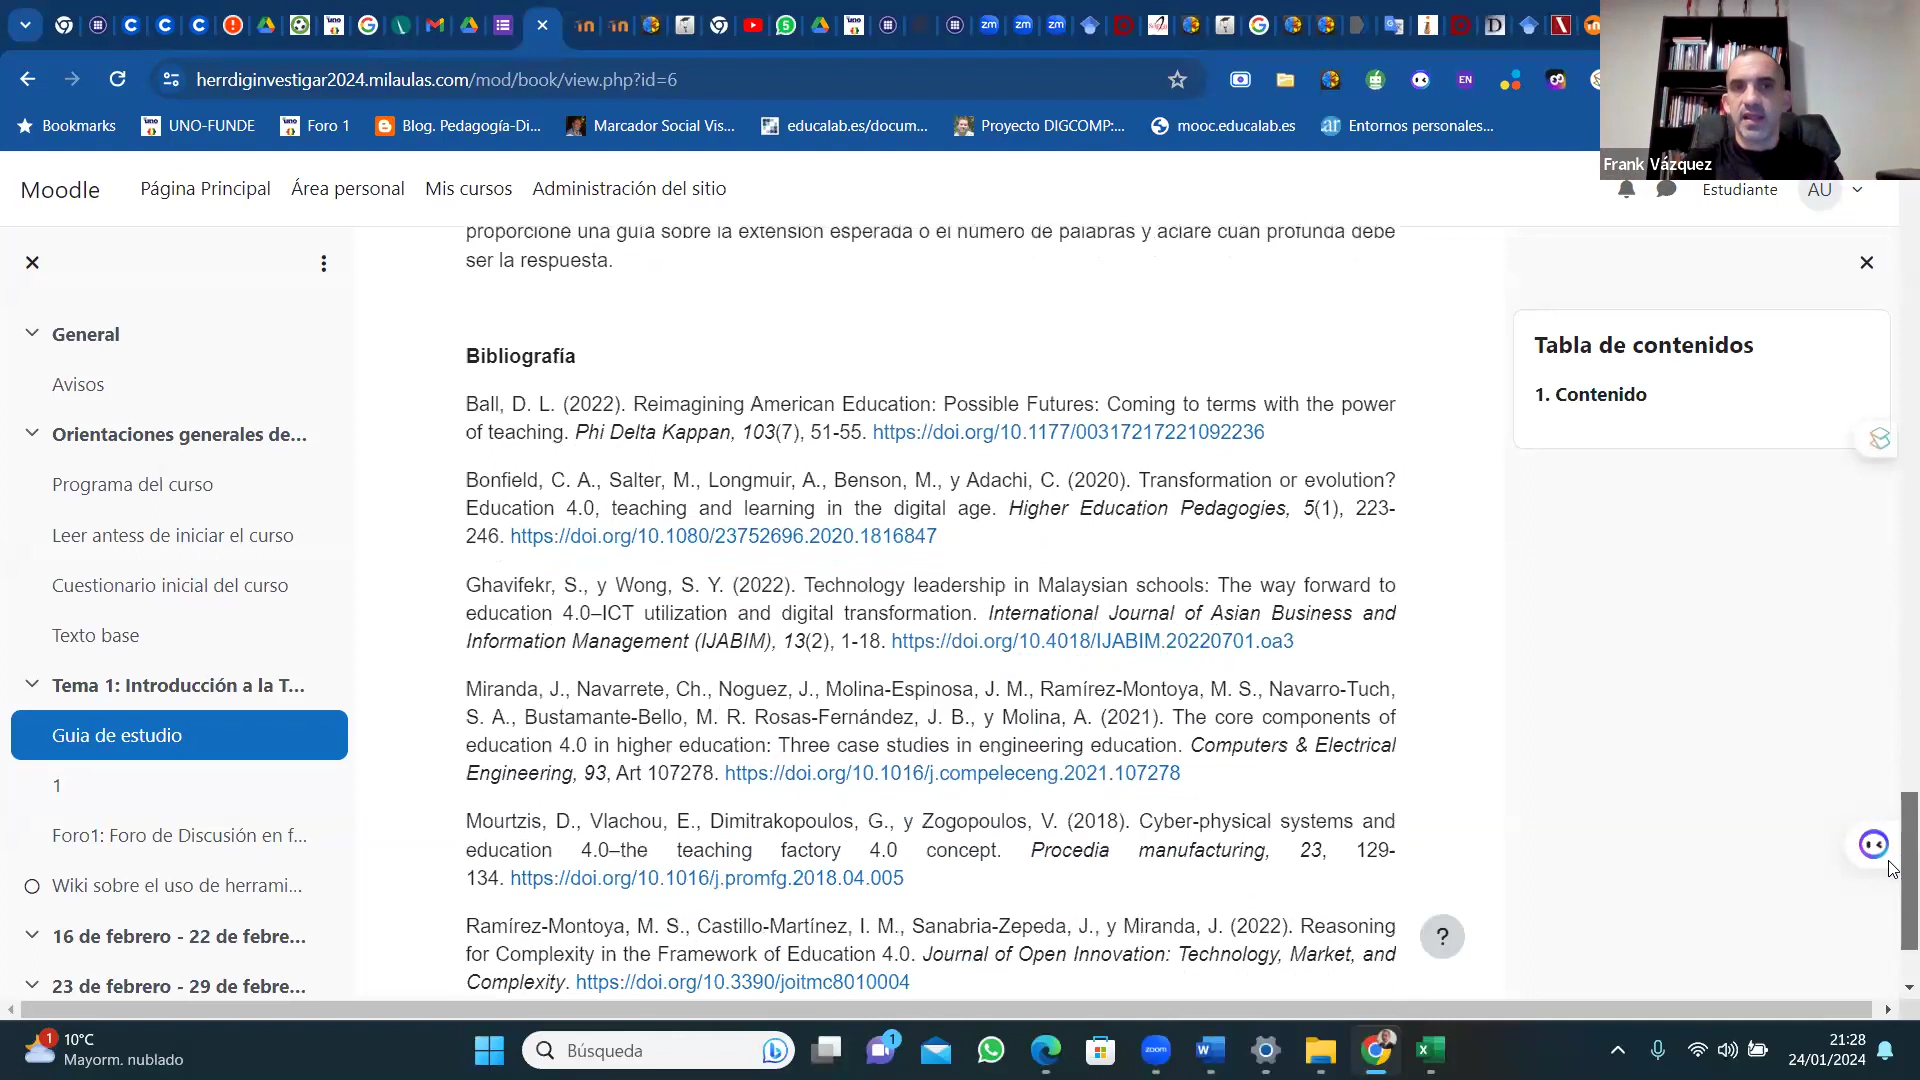 herrdiginvestigar2024.milaulas.com/mod/book/view.php?id=6
EN
Bookmarks
UNO-FUNDE
Foro 1
Blog. Pedagogía-Di...
Marcador Social Vis...
educalab.es/docum...
Proyecto DIGCOMP:...
mooc.educalab.es
Entornos personales...
Frank Vázquez
Moodle
Página Principal
Área personal
Mis cursos
Administración del sitio
Estudiante
AU
General
Avisos
Orientaciones generales de...
Programa del curso
Leer antess de iniciar el curso
Cuestionario inicial del curso
Texto base
Tema 1: Introducción a la T...
Guia de estudio
1
Foro1: Foro de Discusión en f...
Wiki sobre el uso de herrami...
16 de febrero - 22 de febre...
23 de febrero - 29 de febre...
proporcione una guía sobre la extensión esperada o el número de palabras y aclare cuán profunda debe
ser la respuesta.
Bibliografía
Ball, D. L. (2022). Reimagining American Education: Possible Futures: Coming to terms with the power
of teaching. Phi Delta Kappan, 103(7), 51-55. https://doi.org/10.1177/00317217221092236
Bonfield, C. A., Salter, M., Longmuir, A., Benson, M., y Adachi, C. (2020). Transformation or evolution?
Education 4.0, teaching and learning in the digital age. Higher Education Pedagogies, 5(1), 223-
246. https://doi.org/10.1080/23752696.2020.1816847
Ghavifekr, S., y Wong, S. Y. (2022). Technology leadership in Malaysian schools: The way forward to
education 4.0–ICT utilization and digital transformation. International Journal of Asian Business and
Information Management (IJABIM), 13(2), 1-18. https://doi.org/10.4018/IJABIM.20220701.oa3
Miranda, J., Navarrete, Ch., Noguez, J., Molina-Espinosa, J. M., Ramírez-Montoya, M. S., Navarro-Tuch,
S. A., Bustamante-Bello, M. R. Rosas-Fernández, J. B., y Molina, A. (2021). The core components of
education 4.0 in higher education: Three case studies in engineering education. Computers & Electrical
Engineering, 93, Art 107278. https://doi.org/10.1016/j.compeleceng.2021.107278
Mourtzis, D., Vlachou, E., Dimitrakopoulos, G., y Zogopoulos, V. (2018). Cyber-physical systems and
education 4.0–the teaching factory 4.0 concept. Procedia manufacturing, 23, 129-
134. https://doi.org/10.1016/j.promfg.2018.04.005
Ramírez-Montoya, M. S., Castillo-Martínez, I. M., Sanabria-Zepeda, J., y Miranda, J. (2022). Reasoning
for Complexity in the Framework of Education 4.0. Journal of Open Innovation: Technology, Market, and
Complexity. https://doi.org/10.3390/joitmc8010004
Tabla de contenidos
1. Contenido
?
1
10°C
Mayorm. nublado
Búsqueda
1
zoom
21:28
24/01/2024